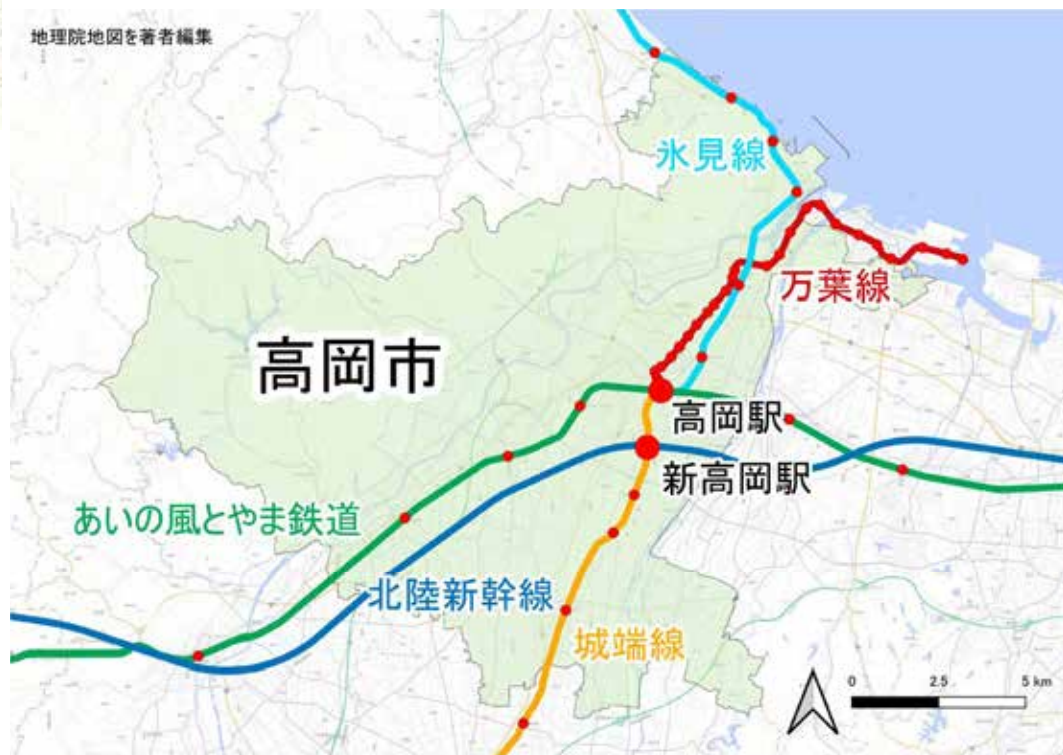 地理院地図を著者編集
氷見線
万葉線
高岡市
高岡駅
新高岡駅
あいの風とやま鉄道
北陸新幹線
城端線
0 2.5 5 km